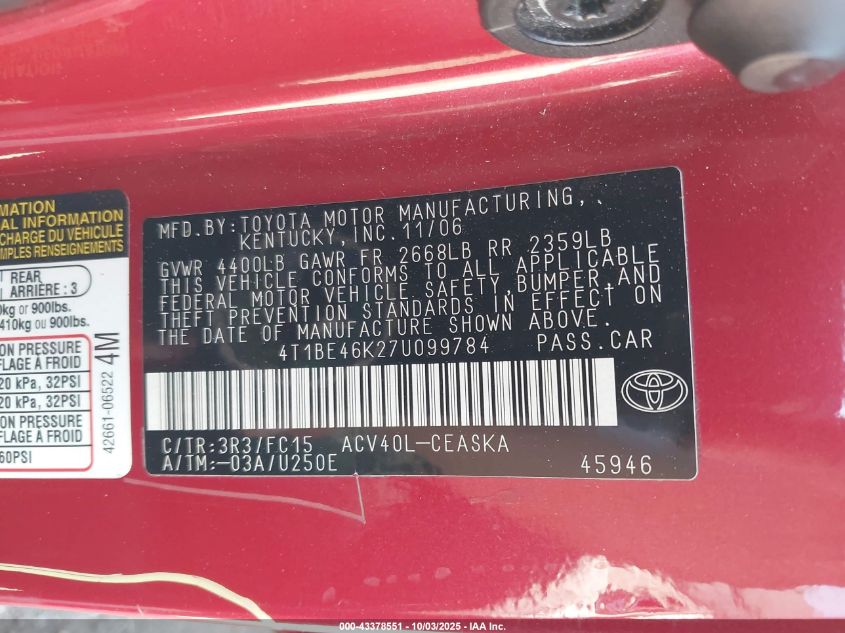 MATION
AL INFORMATION
CHARGE DU
MPLES RENSEIGNEMENTS
REAR
ARRIÈRE : 3
0kg or 900lbs.
410kg ou 900lbs.
ON PRESSURE
FLAGE À FROID
20 kPa, 32PSI
20 kPa, 32PSI
ON PRESSURE
FLAGE À FROID
60PSI
42661-06522 4M
MFD. BY: TOYOTA MOTOR MANUFACTURING,
KENTUCKY, INC. 11/06
GVWR 4400LB GAWR FR 2668LB RR 2359LB
THIS VEHICLE CONFORMS TO ALL APPLICABLE
FEDERAL MOTOR VEHICLE SAFETY, BUMPER, AND
THEFT PREVENTION STANDARDS IN EFFECT ON
THE DATE OF MANUFACTURE SHOWN ABOVE.
4T1BE46K27U099784 PASS.CAR
C/TR:3R3/FC15 ACV40L-CEASKA
A/TM:-03A/U250E 45946
000-43378551 - 10/03/2025 - IAA Inc.